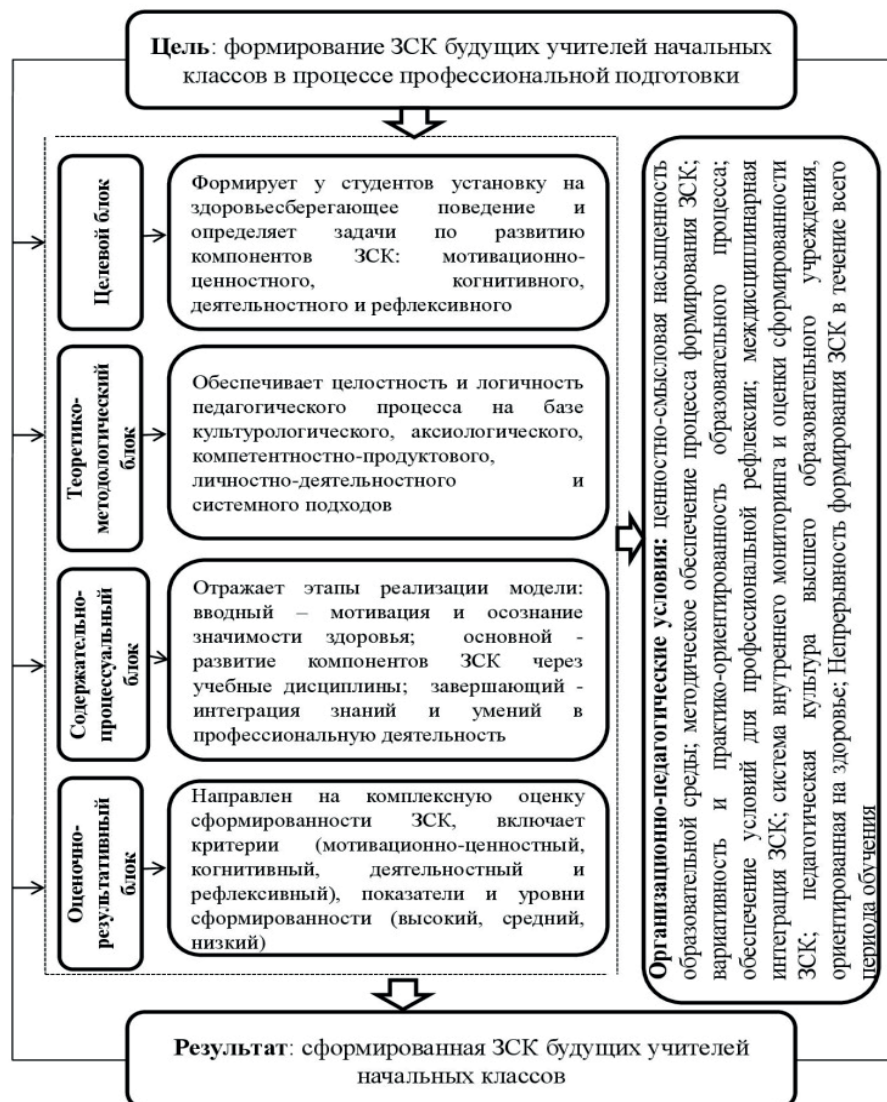 Цель: формирование ЗСК будущих учителей начальных
классов в процессе профессиональной подготовки
Целевой блок
Формирует у студентов установку на
здоровьесберегающее поведение и
определяет задачи по развитию
компонентов ЗСК: мотивационно-
ценностного, когнитивного,
деятельностного и рефлексивного
Теоретико-
методологический
блок
Обеспечивает целостность и логичность
педагогического процесса на базе
культурологического, аксиологического,
компетентностно-продуктового,
личностно-деятельностного и
системного подходов
Содержательно-
процессуальный
блок
Отражает этапы реализации модели:
вводный – мотивация и осознание
значимости здоровья; основной -
развитие компонентов ЗСК через
учебные дисциплины; завершающий -
интеграция знаний и умений в
профессиональную деятельность
Оценочно-
результативный
блок
Направлен на комплексную оценку
сформированности ЗСК, включает
критерии (мотивационно-ценностный,
когнитивный, деятельностный и
рефлексивный), показатели и уровни
сформированности (высокий, средний,
низкий)
Организационно-педагогические условия: ценностно-смысловая насыщенность
образовательной среды; методическое обеспечение процесса формирования ЗСК;
вариативность и практико-ориентированность образовательного процесса;
обеспечение условий для профессиональной рефлексии; междисциплинарная
интеграция ЗСК; система внутреннего мониторинга и оценки сформированности
ЗСК; педагогическая культура высшего образовательного учреждения,
ориентированная на здоровье; Непрерывность формирования ЗСК в течение всего
периода обучения
Результат: сформированная ЗСК будущих учителей
начальных классов